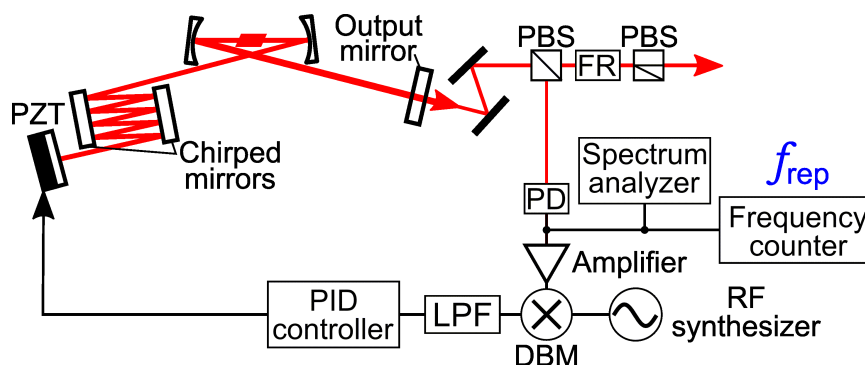 Output
mirror
PBS
PBS
FR
PZT
Chirped
mirrors
PD
Spectrum
analyzer
frep
Frequency
counter
Amplifier
PID
controller
LPF
DBM
RF
synthesizer